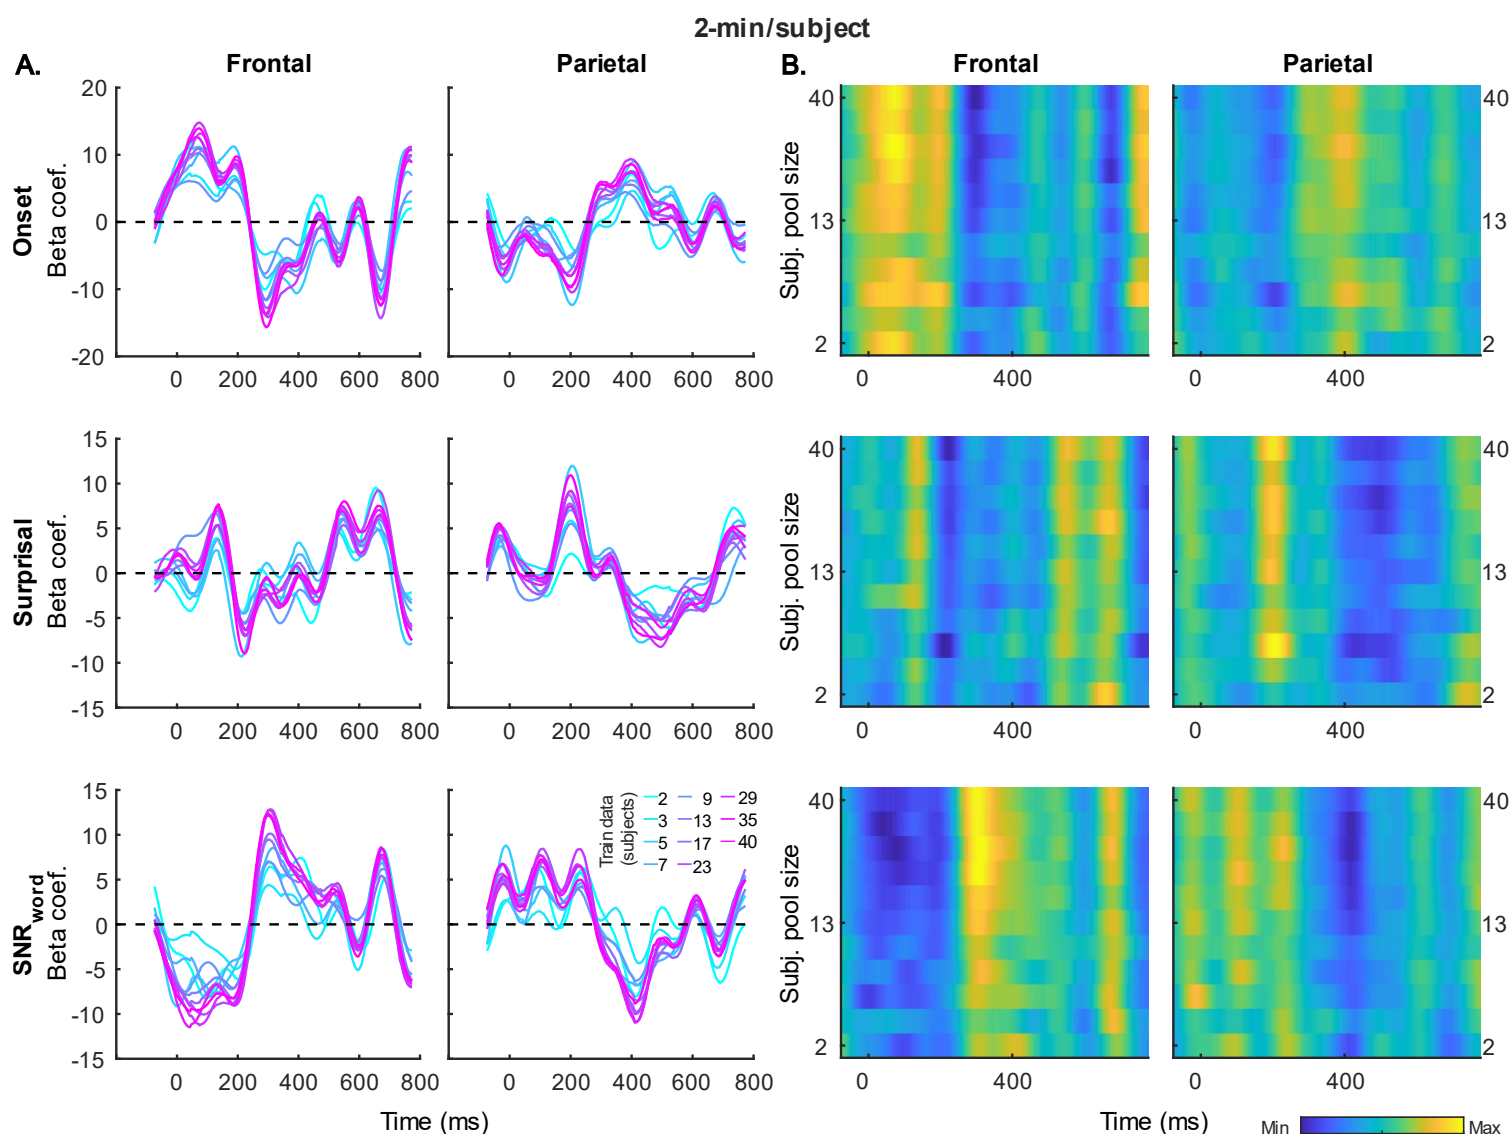 2-min/subject
A.
Frontal
Parietal
B.
Frontal
Parietal
Onset
Beta coef.
20
10
0
-10
-20
0 200 400 600 800
0 200 400 600 800
Subj. pool size
40
13
2
0 400
0 400
40
13
2
Surprisal
Beta coef.
15
10
5
0
-5
-10
-15
0 200 400 600 800
0 200 400 600 800
Subj. pool size
40
13
2
0 400
0 400
40
13
2
SNRword
Beta coef.
15
10
5
0
-5
-10
-15
0 200 400 600 800
Train data
(subjects)
2 9 29
3 13 35
5 17 40
7 23
0 200 400 600 800
Subj. pool size
40
13
2
0 400
0 400
40
13
2
Time (ms)
Time (ms)
Min Max